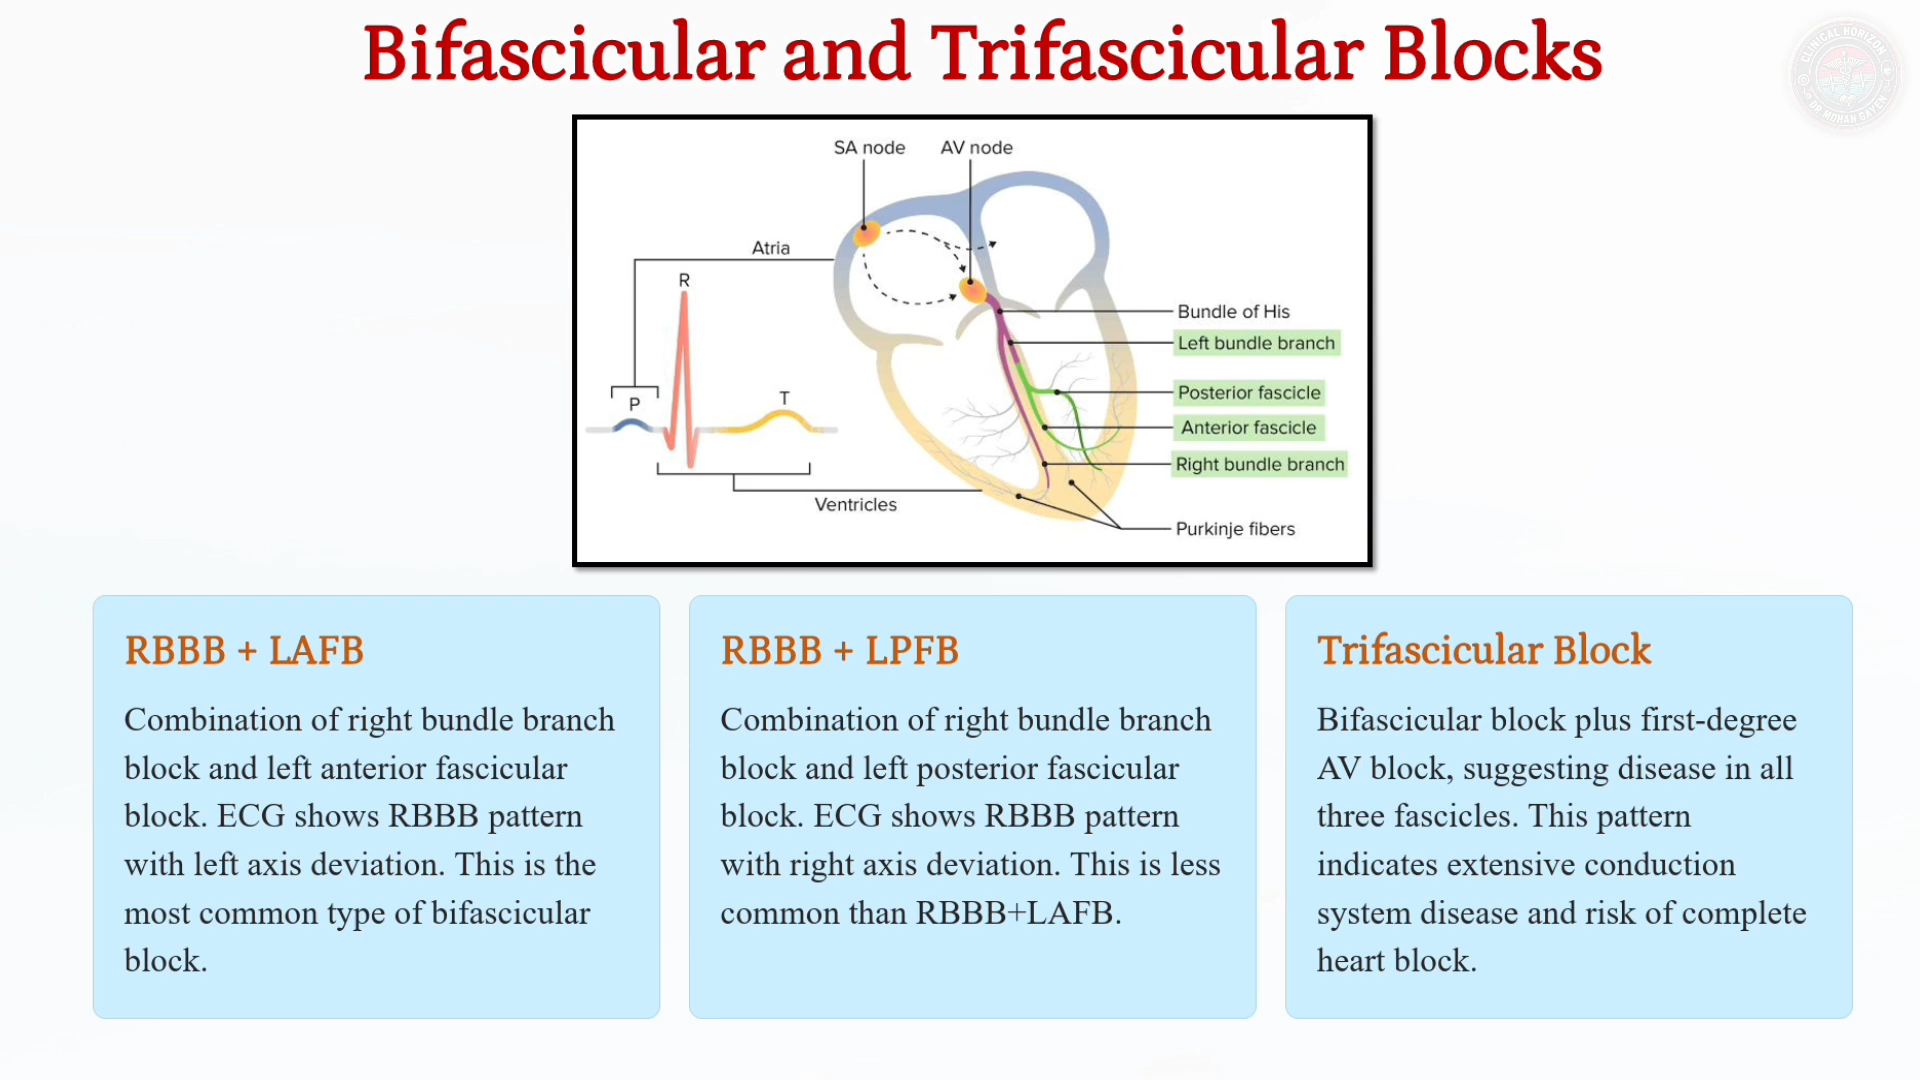 Bifascicular and Trifascicular Blocks
CLINICAL HORIZON
DR MOHAN GAVEN
SA node
AV node
Atria
R
P
T
Ventricles
Bundle of His
Left bundle branch
Posterior fascicle
Anterior fascicle
Right bundle branch
Purkinje fibers
RBBB + LAFB
Combination of right bundle branch
block and left anterior fascicular
block. ECG shows RBBB pattern
with left axis deviation. This is the
most common type of bifascicular
block.
RBBB + LPFB
Combination of right bundle branch
block and left posterior fascicular
block. ECG shows RBBB pattern
with right axis deviation. This is less
common than RBBB+LAFB.
Trifascicular Block
Bifascicular block plus first-degree
AV block, suggesting disease in all
three fascicles. This pattern
indicates extensive conduction
system disease and risk of complete
heart block.